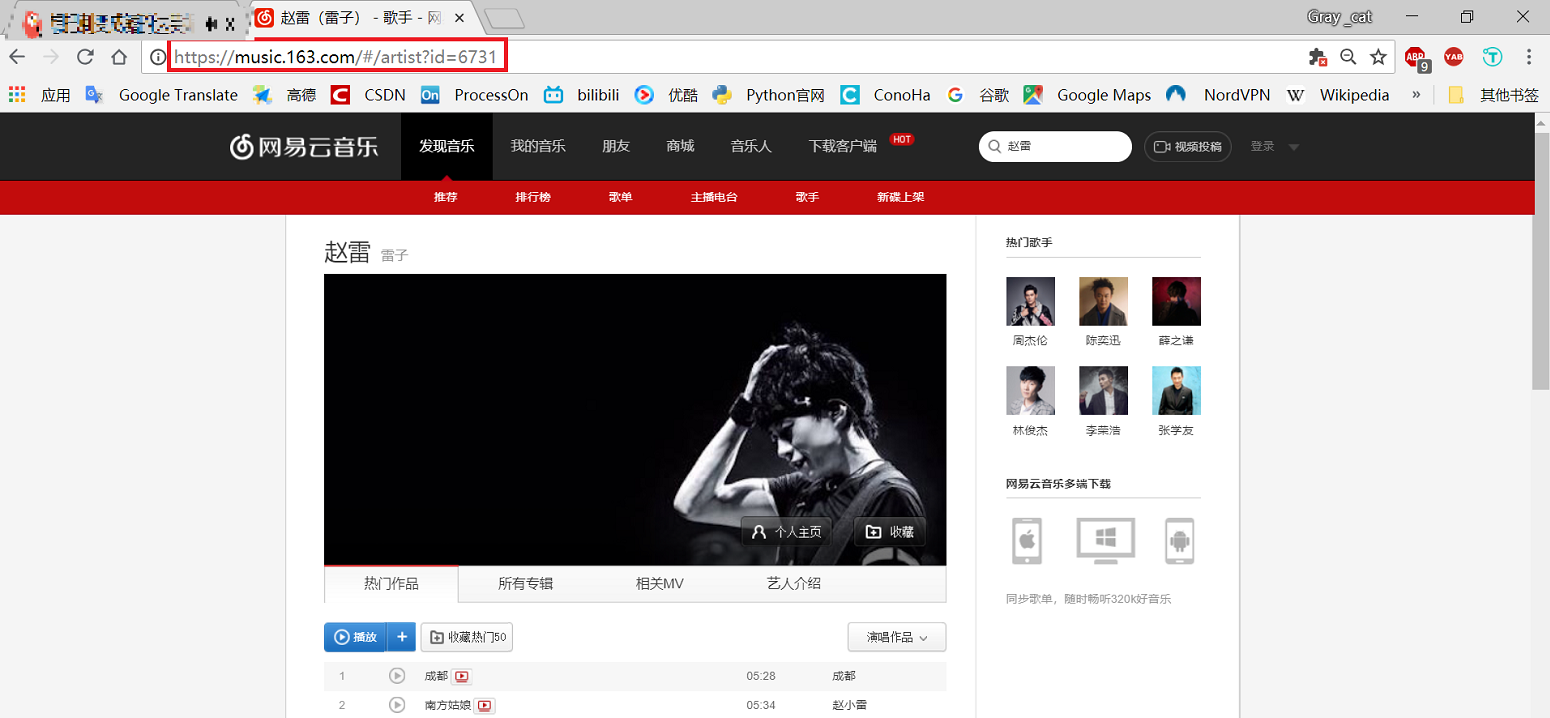 赵雷（雷子） - 歌手 - 网
Gray_cat
https://music.163.com/#/artist?id=6731
ABP 9 YAB T
应用 Google Translate 高德 C CSDN On ProcessOn bilibili 优酷 Python官网 C ConoHa G 谷歌 Google Maps NordVPN W Wikipedia » 其他书签
网易云音乐 发现音乐 我的音乐 朋友 商城 音乐人 下载客户端 HOT 赵雷 视频投稿 登录
推荐 排行榜 歌单 主播电台 歌手 新碟上架
赵雷 雷子
个人主页 收藏
热门作品 所有专辑 相关MV 艺人介绍
播放 + 收藏热门50 演唱作品
1 成都 05:28 成都
2 南方姑娘 05:34 赵小雷
热门歌手
周杰伦 陈奕迅 薛之谦
林俊杰 李荣浩 张学友
网易云音乐多端下载
同步歌单，随时畅听320k好音乐